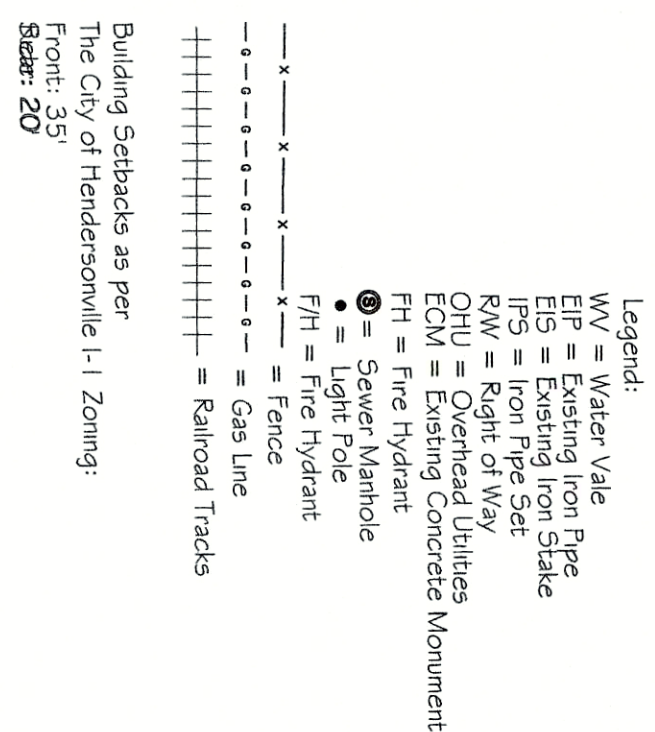 Legend:
WV = Water Vale
EIP = Existing Iron Pipe
EIS = Existing Iron Stake
IPS = Iron Pipe Set
R/W = Right of Way
OHU = Overhead Utilities
ECM = Existing Concrete Monument
FH = Fire Hydrant
S = Sewer Manhole
● = Light Pole
F/H = Fire Hydrant
— X — X — X — X — = Fence
— G — G — G — G — G — G — G — G — = Gas Line
= Railroad Tracks
Building Setbacks as per
The City of Hendersonville I-1 Zoning:
Front: 35'
20'